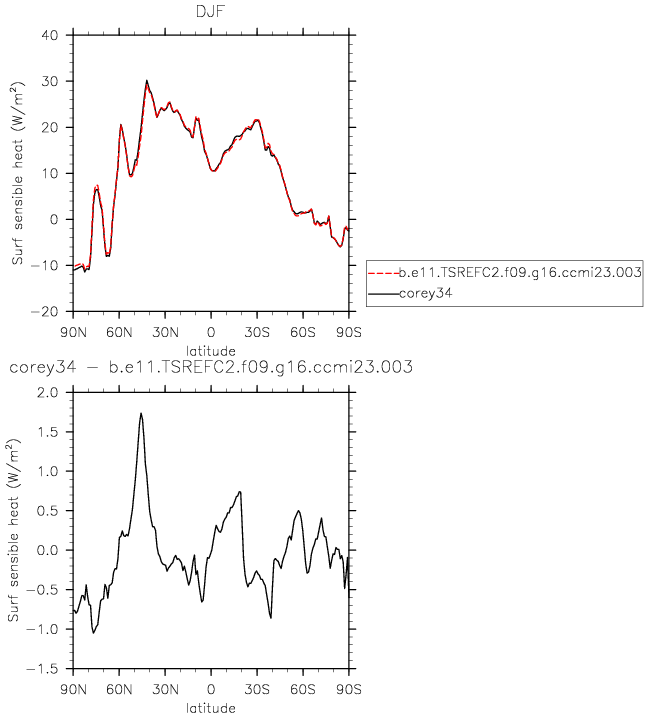 DJF
40
30
20
10
0
−10
−20
Surf sensible heat (W/m²)
90N 60N 30N 0 30S 60S 90S
latitude
b.e11.TSREFC2.f09.g16.ccmi23.003
corey34
corey34 − b.e11.TSREFC2.f09.g16.ccmi23.003
2.0
1.5
1.0
0.5
0.0
−0.5
−1.0
−1.5
Surf sensible heat (W/m²)
90N 60N 30N 0 30S 60S 90S
latitude